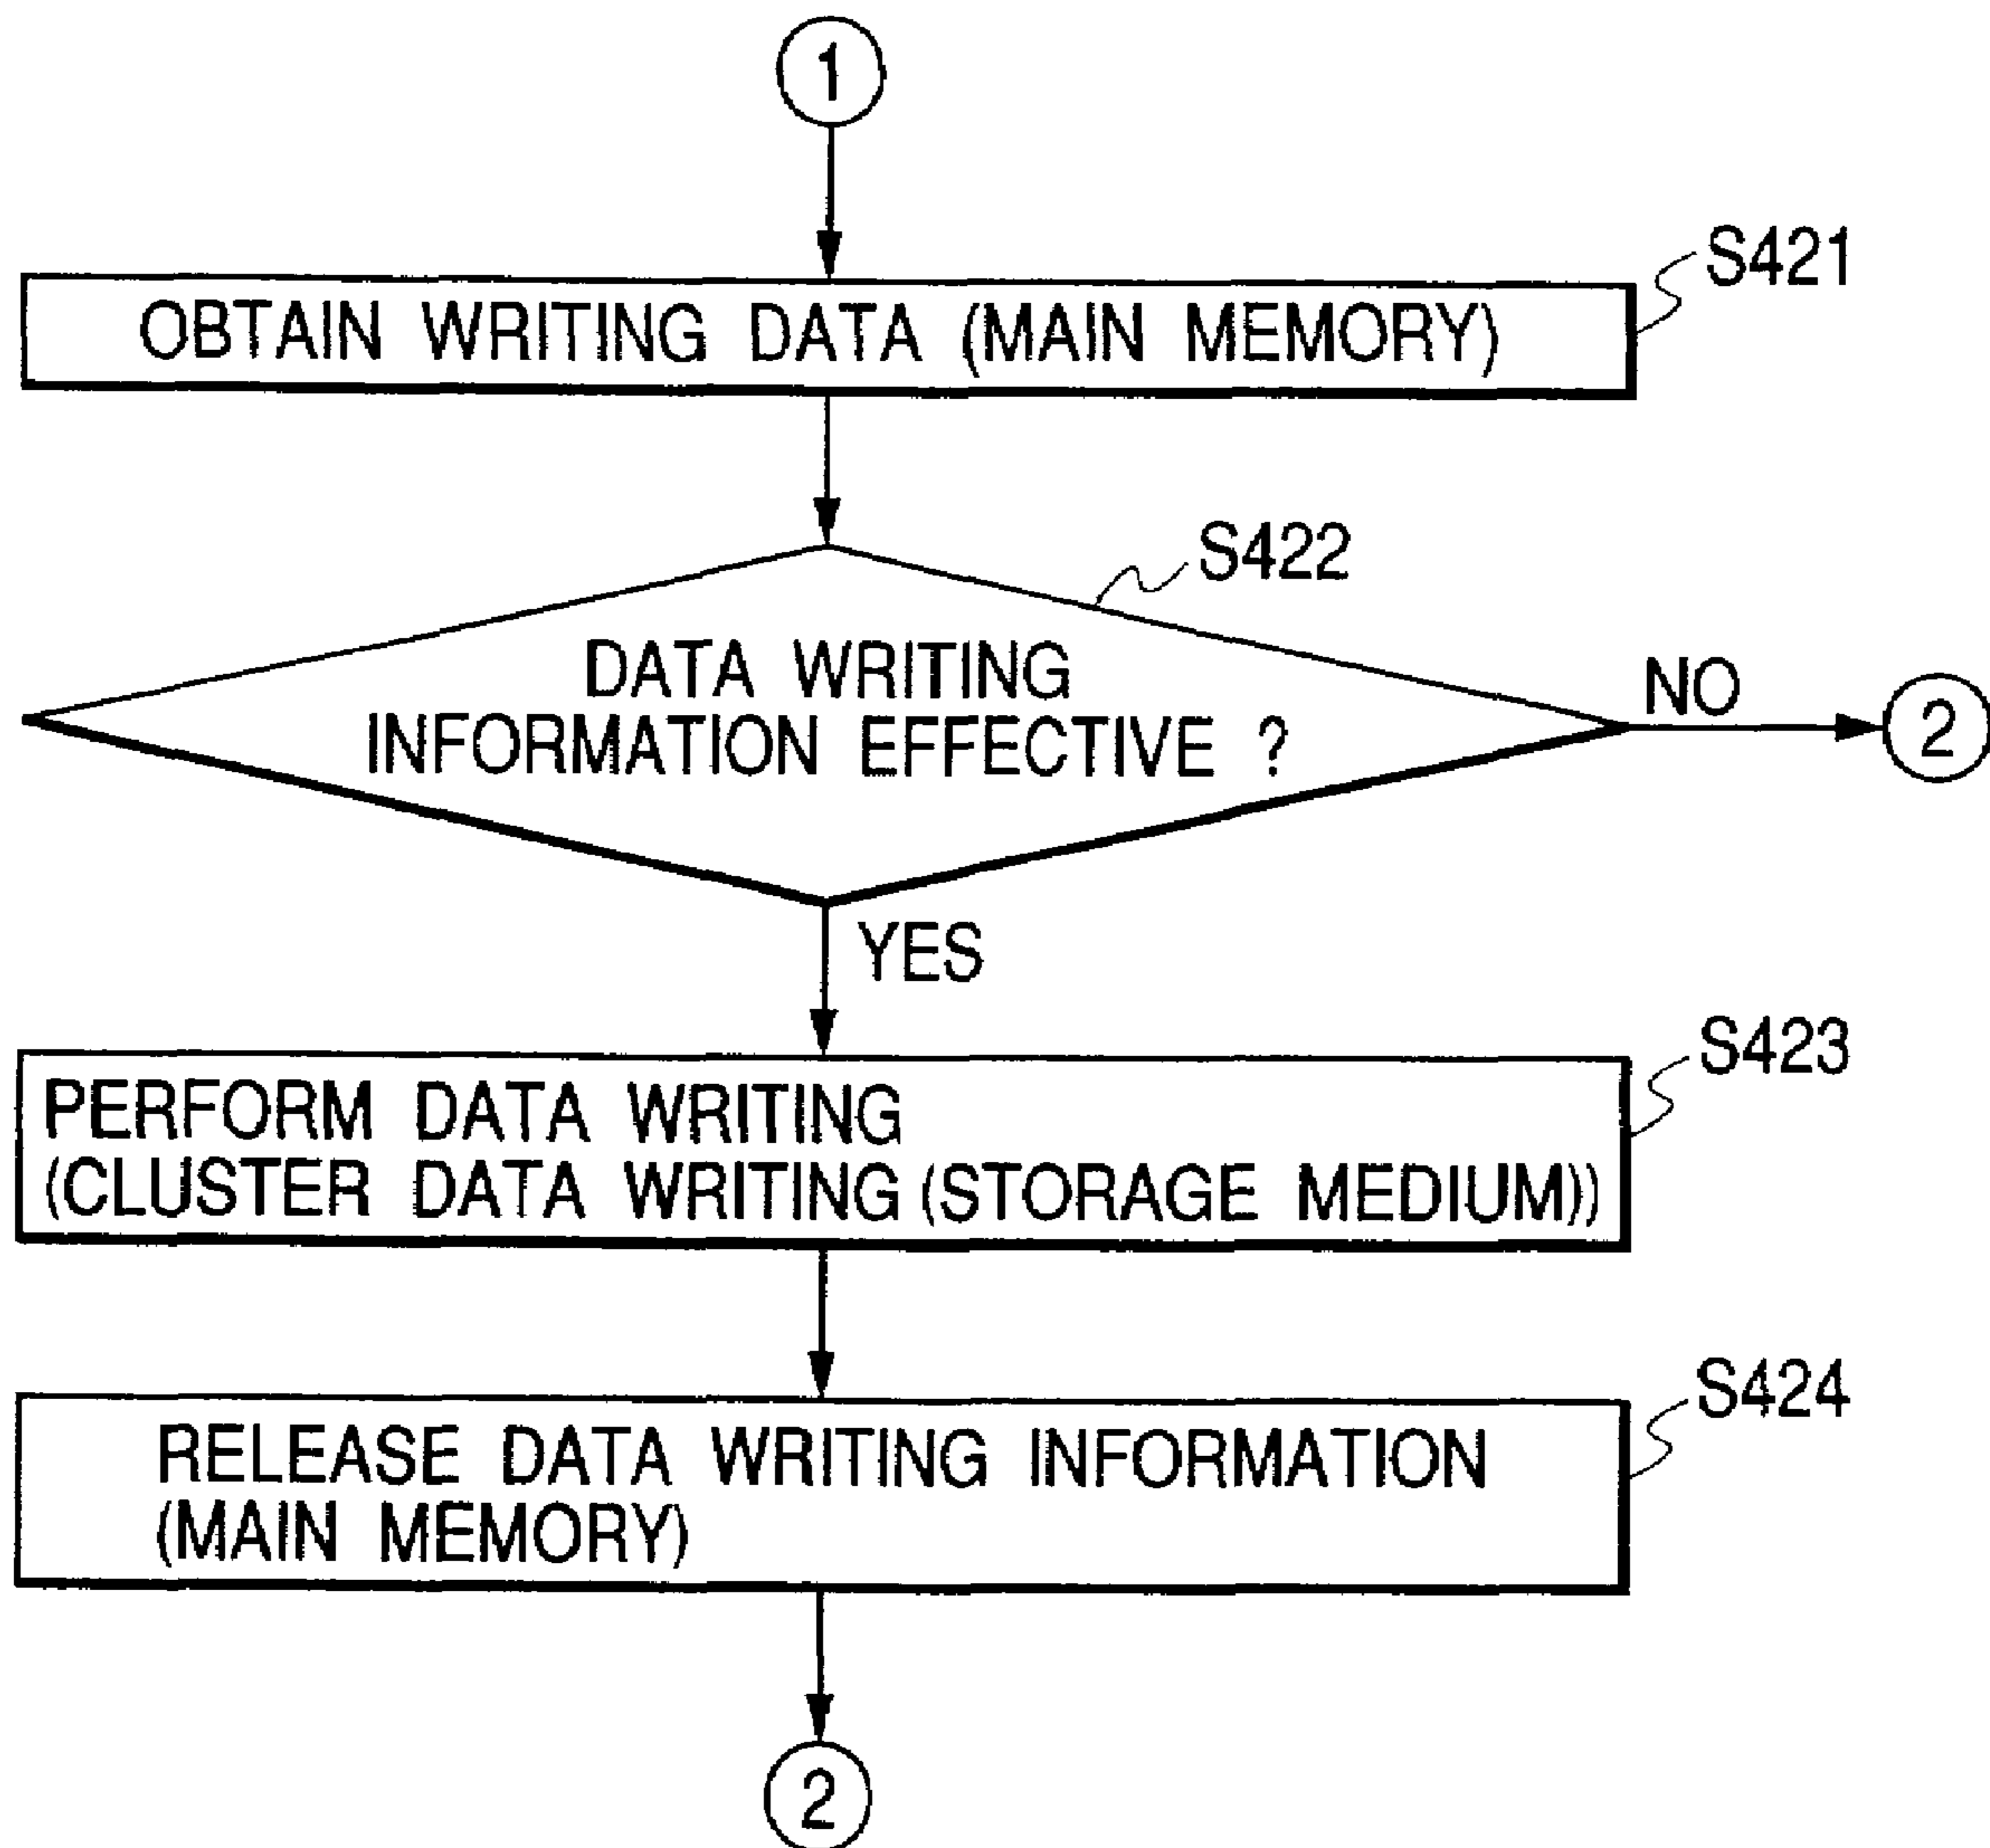 1
S421
OBTAIN WRITING DATA (MAIN MEMORY)
S422
DATA WRITING
INFORMATION EFFECTIVE ?
NO
2
YES
S423
PERFORM DATA WRITING
(CLUSTER DATA WRITING (STORAGE MEDIUM))
S424
RELEASE DATA WRITING INFORMATION
(MAIN MEMORY)
2